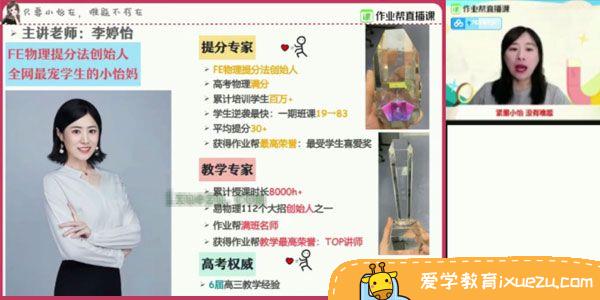 只要小怡在，难题不存在
作业帮直播课
主讲老师：李婷怡
FE物理提分法创始人
全网最宠学生的小怡妈
提分专家
FE物理提分法创始人
高考物理满分
累计培训学生百万+
学生逆袭最快：一期班课19→83
平均提分30+
获得作业帮最高荣誉：最受学生喜爱奖
教学专家
累计授课时长8000h+
易物理112个大招创始人之一
作业帮满班名师
获得作业帮教学最高荣誉：TOP讲师
高考权威
6届高三教学经验
作业帮直播课
紧跟小怡 没有难题
爱学教育ixuezu.com